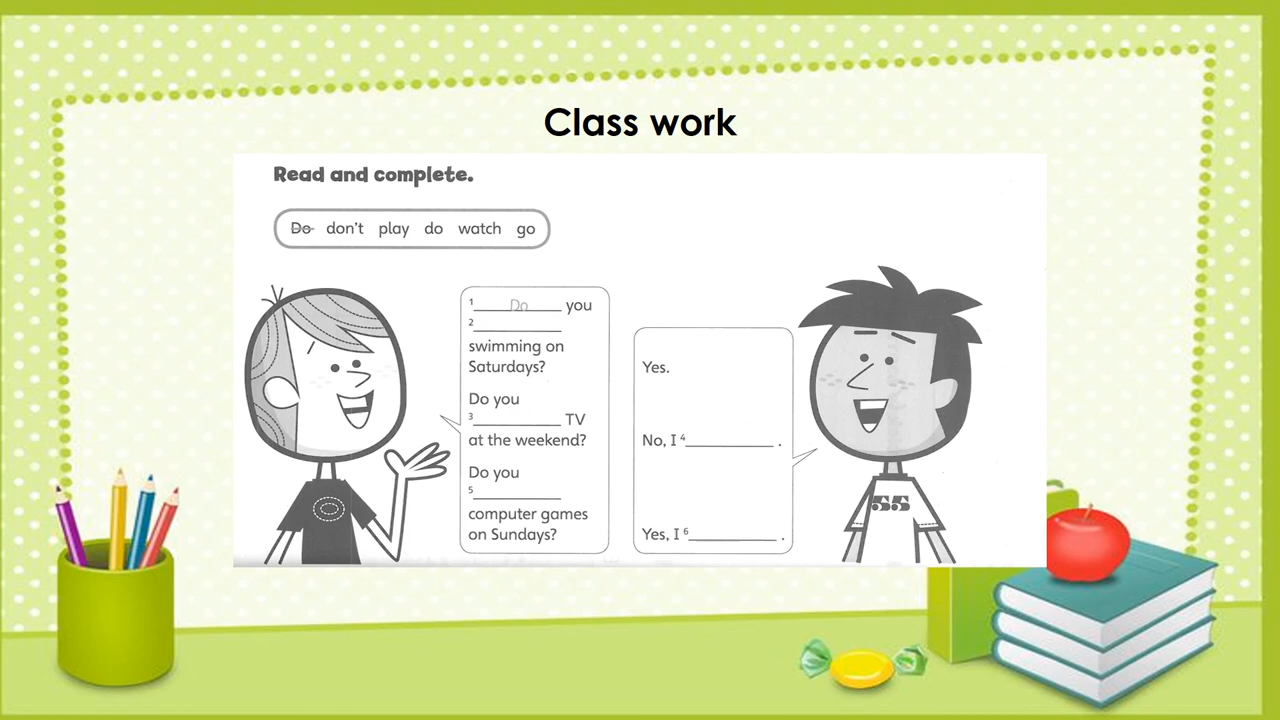 Class work
Read and complete.
Do don't play do watch go
1 Do you
2
swimming on
Saturdays?
Do you
3 TV
at the weekend?
Do you
5
computer games
on Sundays?
Yes.
No, I 4 .
Yes, I 6 .
55